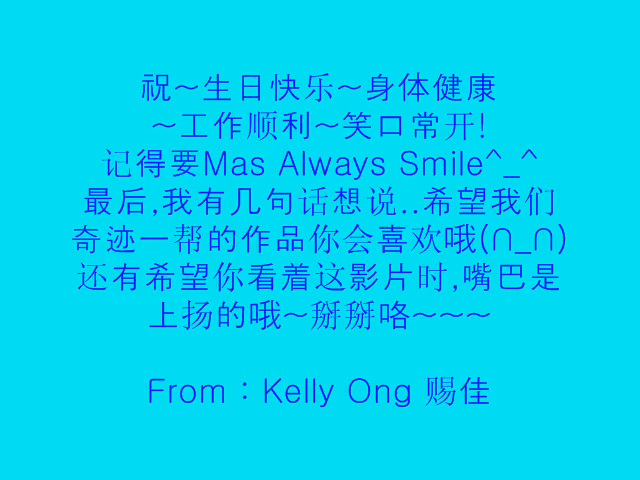 祝~生日快乐~身体健康
~工作顺利~笑口常开!
记得要Mas Always Smile^_^
最后,我有几句话想说..希望我们
奇迹一帮的作品你会喜欢哦(∩_∩)
还有希望你看着这影片时,嘴巴是
上扬的哦~掰掰咯~~~
From：Kelly Ong 赐佳